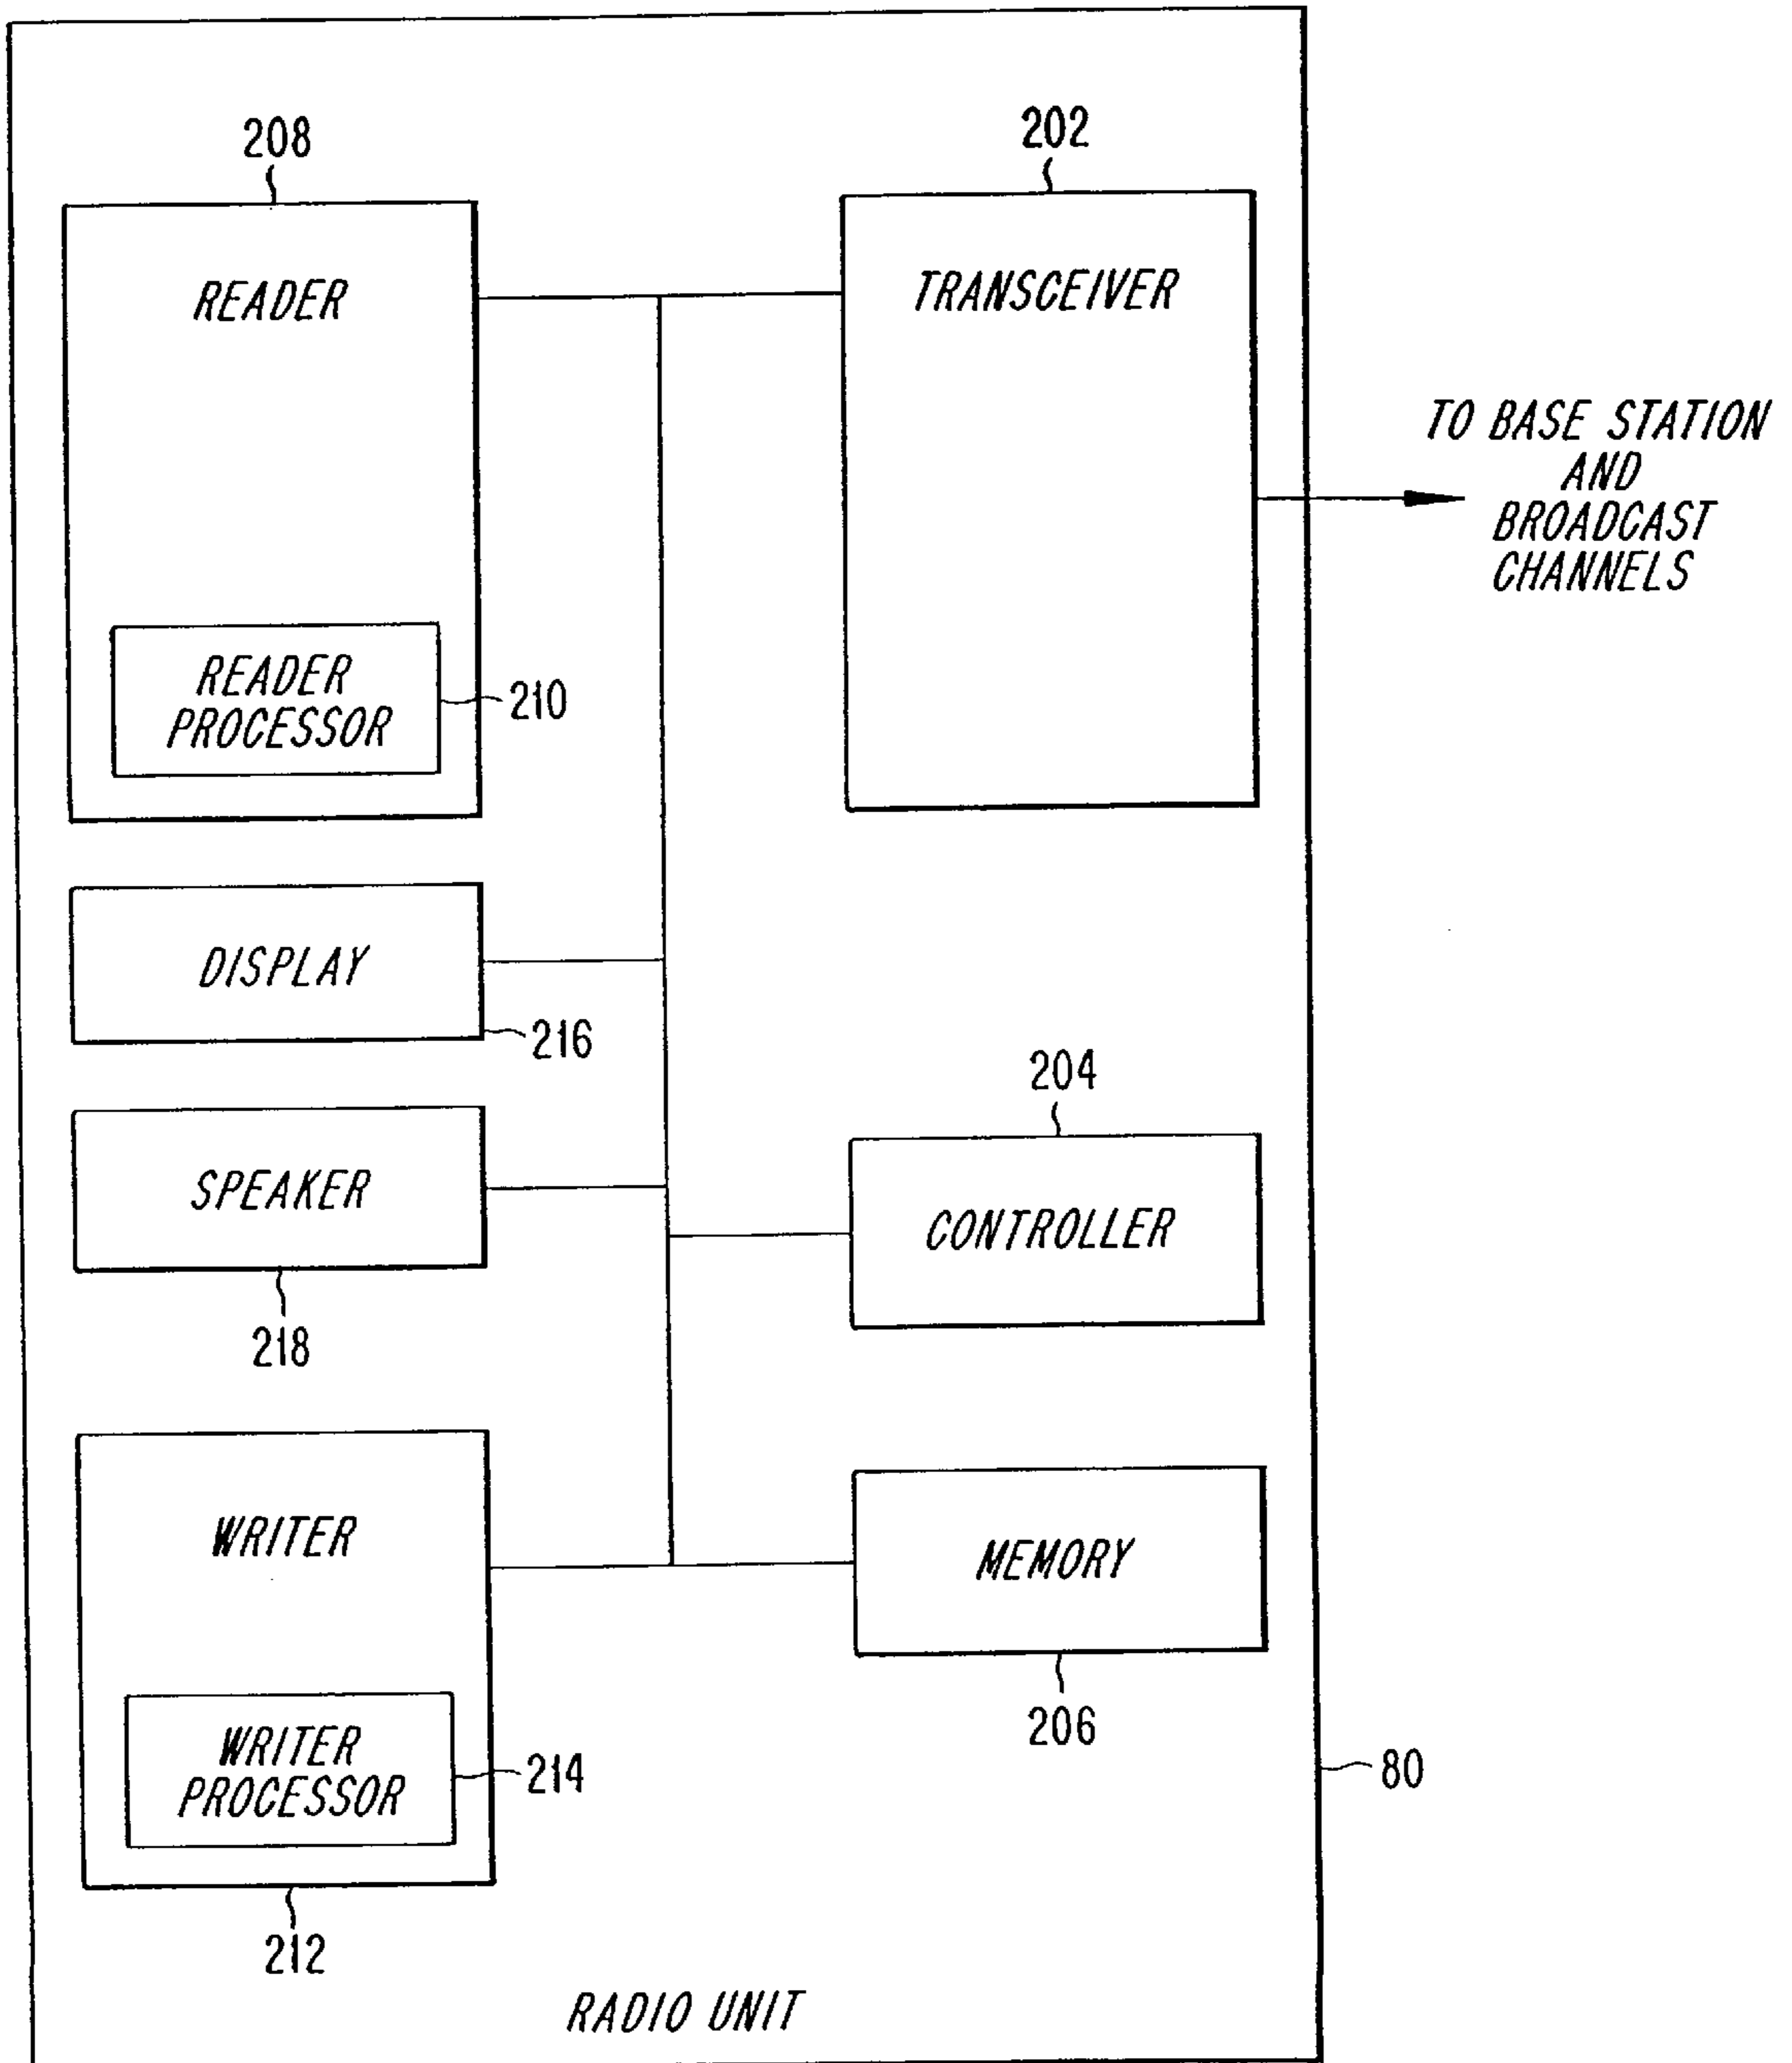 208
202
READER
TRANSCEIVER
TO BASE STATION
AND
BROADCAST
CHANNELS
READER
PROCESSOR
210
DISPLAY
216
204
SPEAKER
CONTROLLER
218
WRITER
MEMORY
206
WRITER
PROCESSOR
214
80
212
RADIO UNIT